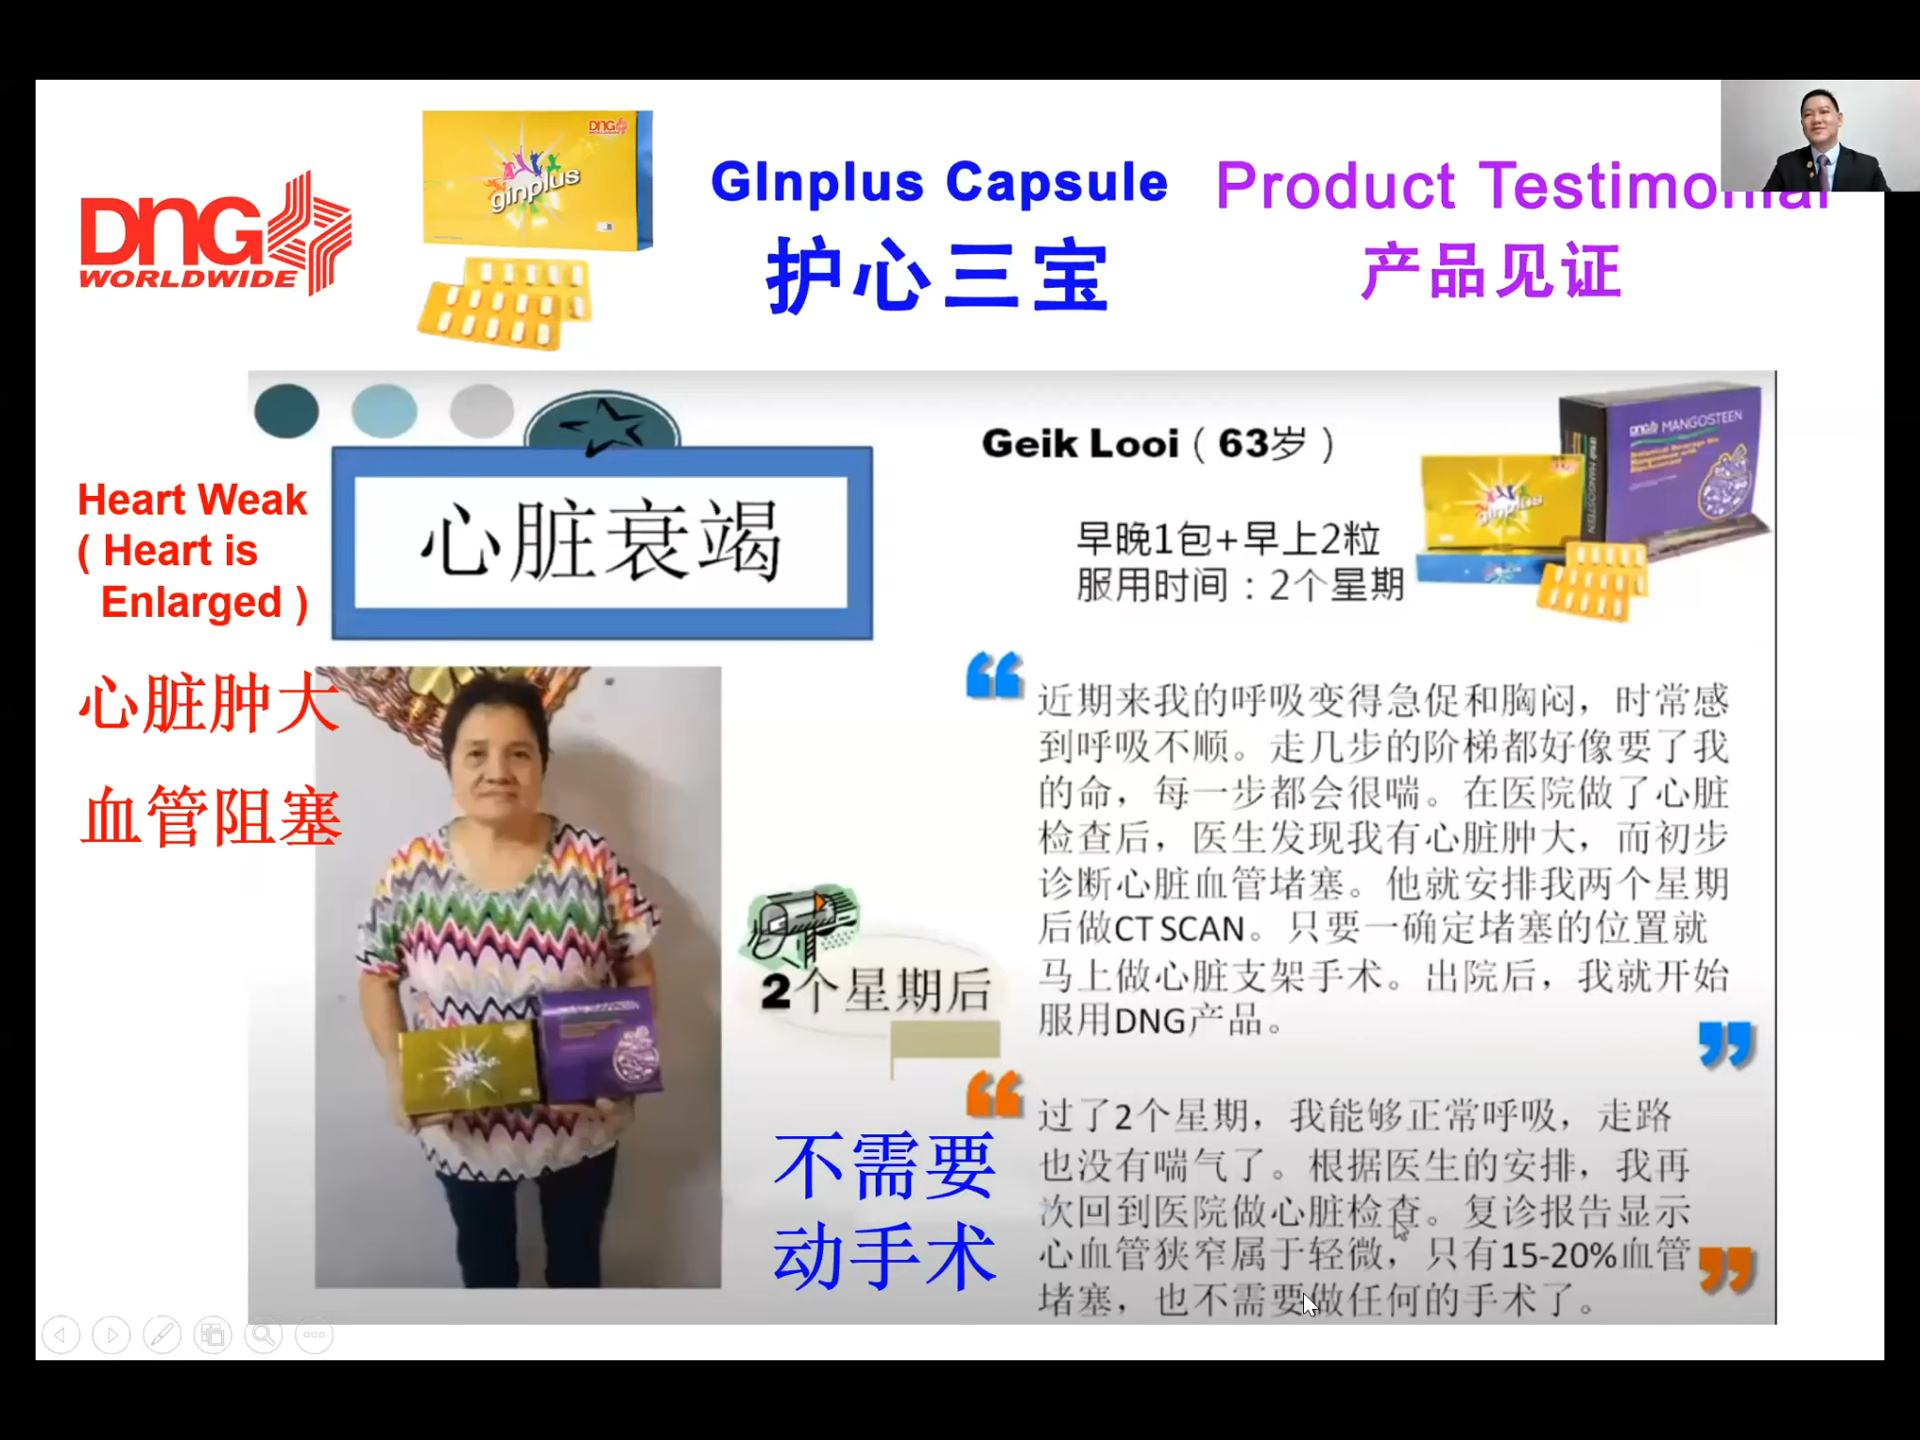 DNG
WORLDWIDE
DNG
WORLDWIDE
ginplus
GInplus Capsule
护心三宝
Product Testimonial
产品见证
Heart Weak
( Heart is
Enlarged )
心脏肿大
血管阻塞
心脏衰竭
Geik Looi（63岁）
早晚1包+早上2粒
服用时间：2个星期
DNG MANGOSTEEN
ginplus
近期来我的呼吸变得急促和胸闷，时常感
到呼吸不顺。走几步的阶梯都好像要了我
的命，每一步都会很喘。在医院做了心脏
检查后，医生发现我有心脏肿大，而初步
诊断心脏血管堵塞。他就安排我两个星期
后做CT SCAN。只要一确定堵塞的位置就
马上做心脏支架手术。出院后，我就开始
服用DNG产品。
2个星期后
不需要
动手术
过了2个星期，我能够正常呼吸，走路
也没有喘气了。根据医生的安排，我再
次回到医院做心脏检查。复诊报告显示
心血管狭窄属于轻微，只有15-20%血管
堵塞，也不需要做任何的手术了。